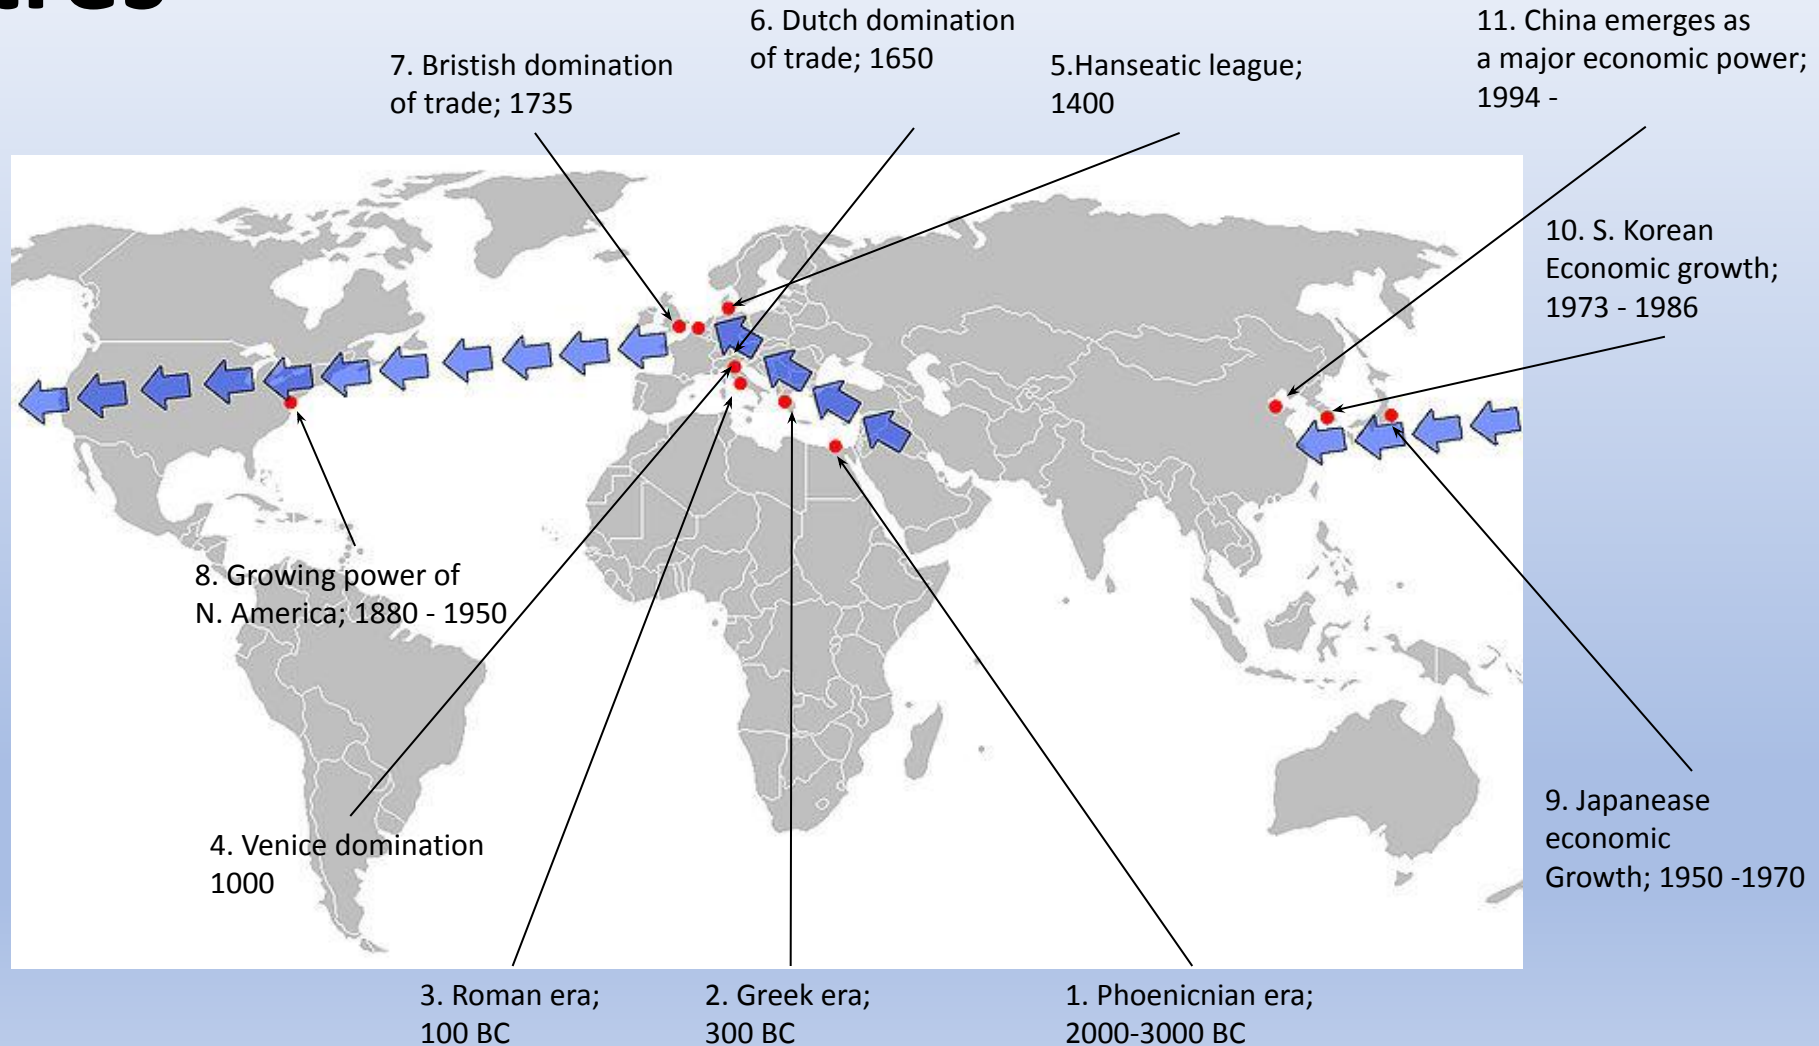 6. Dutch domination
of trade; 1650
11. China emerges as
a major economic power;
1994 -
7. Bristish domination
of trade; 1735
5.Hanseatic league;
1400
10. S. Korean
Economic growth;
1973 - 1986
8. Growing power of
N. America; 1880 - 1950
9. Japanease
economic
Growth; 1950 -1970
4. Venice domination
1000
3. Roman era;
100 BC
2. Greek era;
300 BC
1. Phoenicnian era;
2000-3000 BC